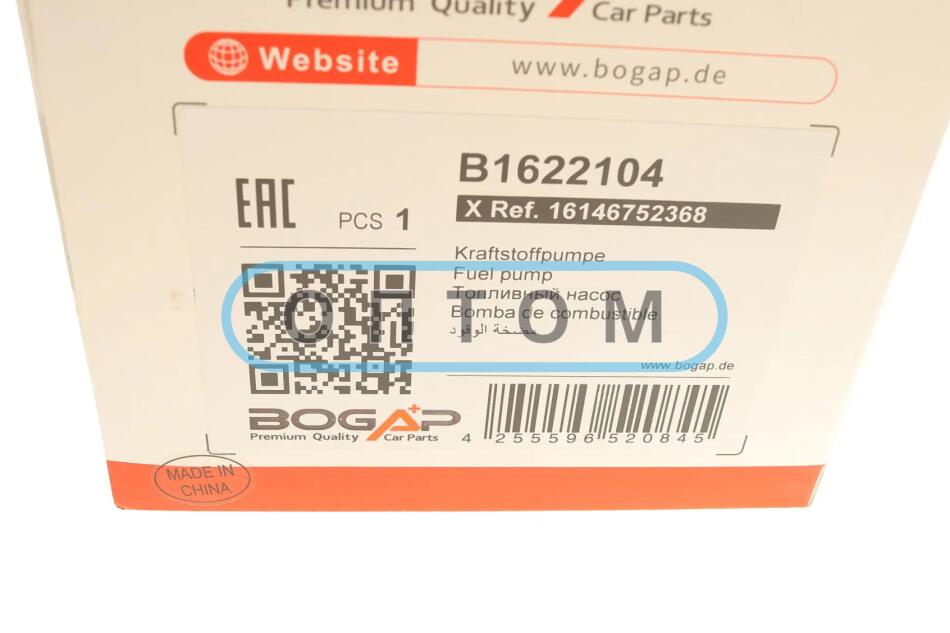 Premium Quality Car Parts
Website www.bogap.de
B1622104
X Ref. 16146752368
EAC
PCS 1
Kraftstoffpumpe
Fuel pump
Топливный насос
Bomba de combustible
مضخة الوقود
ОПТОМ
www.bogap.de
BOGAP
Premium Quality Car Parts
4 255596 520845
MADE IN
CHINA